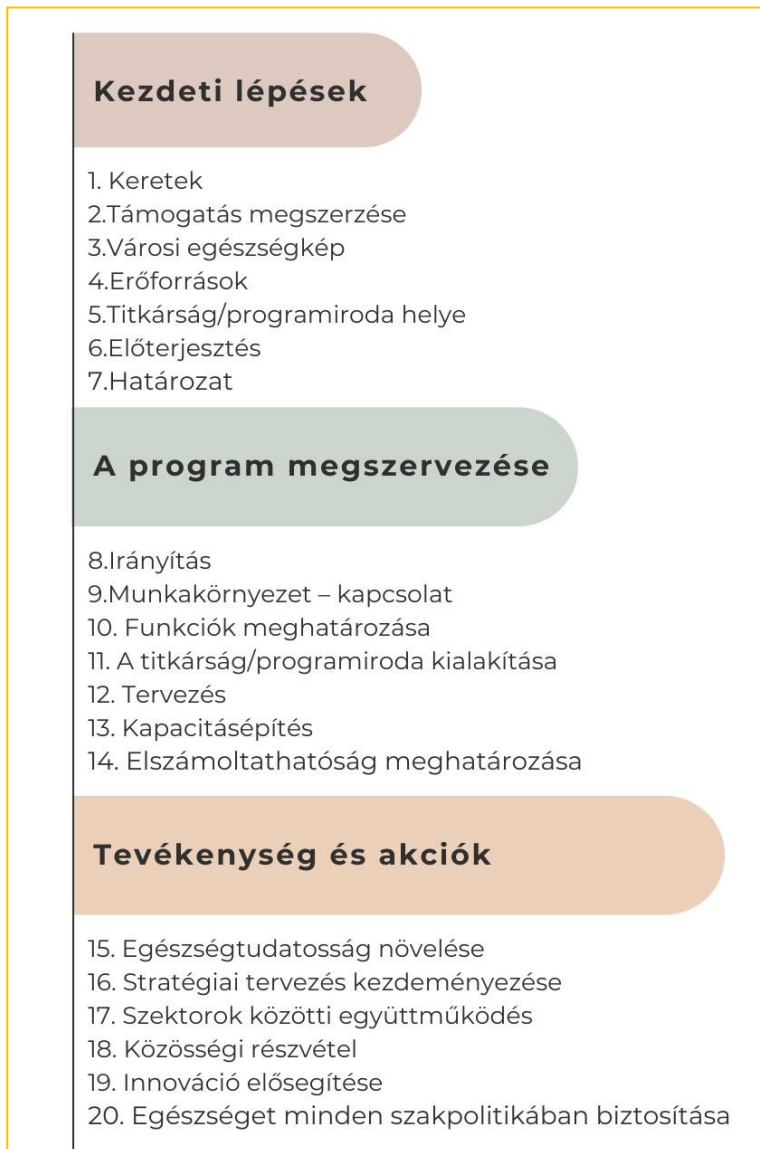 Kezdeti lépések
1. Keretek
2.Támogatás megszerzése
3.Városi egészségkép
4.Erőforrások
5.Titkárság/programiroda helye
6.Előterjesztés
7.Határozat
A program megszervezése
8.Irányítás
9.Munkakörnyezet – kapcsolat
10. Funkciók meghatározása
11. A titkárság/programiroda kialakítása
12. Tervezés
13. Kapacitásépítés
14. Elszámoltathatóság meghatározása
Tevékenység és akciók
15. Egészségtudatosság növelése
16. Stratégiai tervezés kezdeményezése
17. Szektorok közötti együttműködés
18. Közösségi részvétel
19. Innováció elősegítése
20. Egészséget minden szakpolitikában biztosítása